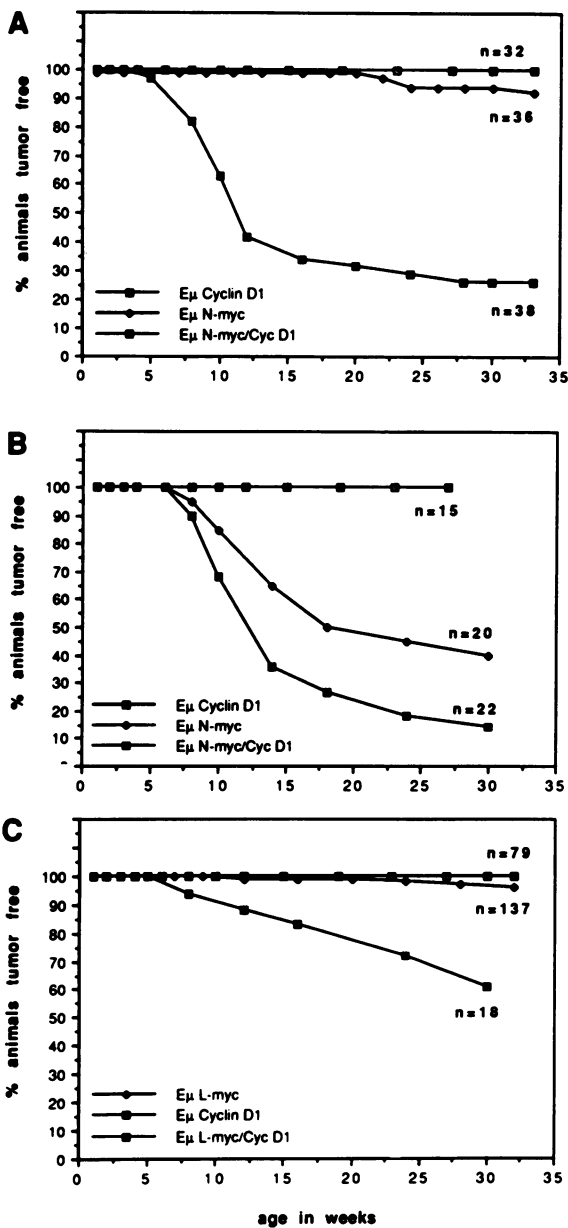 A
n=32
100
90
n=36
80
70
60
50
40
30
20
10
0
% animals tumor free
Eμ Cyclin D1
Eμ N-myc
Eμ N-myc/Cyc D1
n=38
0 5 10 15 20 25 30 35
B
100
90
80
70
60
50
40
30
20
10
% animals tumor free
n=15
n=20
n=22
Eμ Cyclin D1
Eμ N-myc
Eμ N-myc/Cyc D1
0 5 10 15 20 25 30 35
C
n=79
100
90
80
70
60
50
40
30
20
10
0
% animals tumor free
n=137
n=18
Eμ L-myc
Eμ Cyclin D1
Eμ L-myc/Cyc D1
0 5 10 15 20 25 30 35
age in weeks